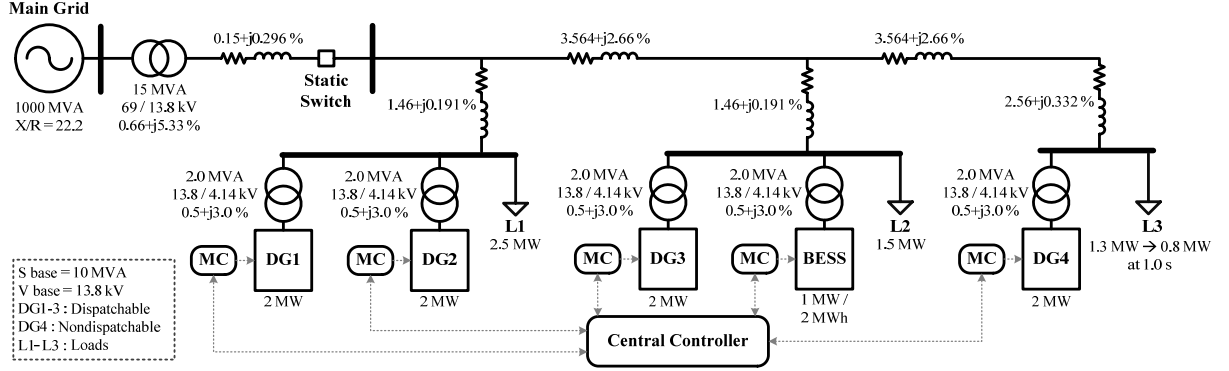 Main Grid
1000 MVA
X/R = 22.2
15 MVA
69 / 13.8 kV
0.66+j5.33 %
0.15+j0.296 %
Static
Switch
3.564+j2.66 %
3.564+j2.66 %
1.46+j0.191 %
1.46+j0.191 %
2.56+j0.332 %
2.0 MVA
13.8 / 4.14 kV
0.5+j3.0 %
2.0 MVA
13.8 / 4.14 kV
0.5+j3.0 %
L1
2.5 MW
2.0 MVA
13.8 / 4.14 kV
0.5+j3.0 %
2.0 MVA
13.8 / 4.14 kV
0.5+j3.0 %
L2
1.5 MW
2.0 MVA
13.8 / 4.14 kV
0.5+j3.0 %
L3
1.3 MW → 0.8 MW
at 1.0 s
MC
DG1
2 MW
MC
DG2
2 MW
MC
DG3
2 MW
MC
BESS
1 MW /
2 MWh
MC
DG4
2 MW
Central Controller
S base = 10 MVA
V base = 13.8 kV
DG1-3 : Dispatchable
DG4 : Nondispatchable
L1-L3 : Loads